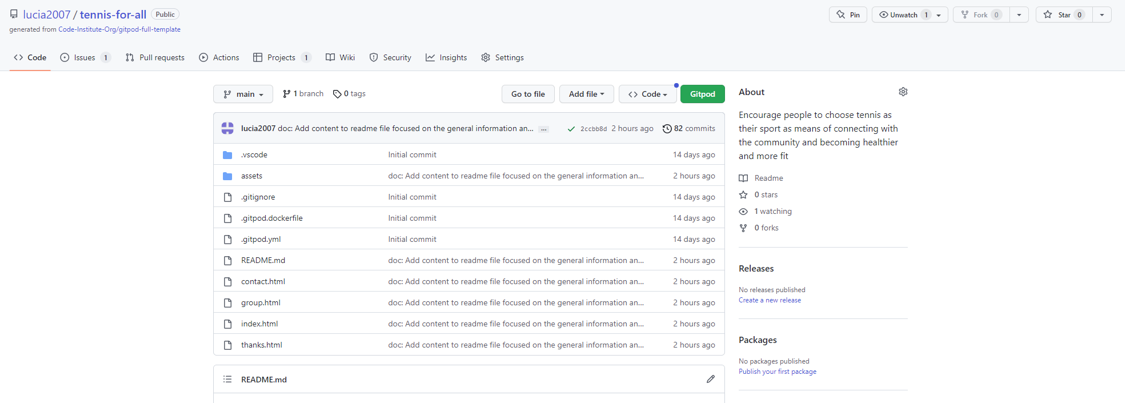 lucia2007 / tennis-for-all Public
Pin Unwatch 1 Fork 0 Star 0
generated from Code-Institute-Org/gitpod-full-template
Code Issues 1 Pull requests Actions Projects 1 Wiki Security Insights Settings
main 1 branch 0 tags Go to file Add file Code Gitpod
lucia2007 doc: Add content to readme file focused on the general information an... ... 2ccbb8d 2 hours ago 82 commits
.vscode Initial commit 14 days ago
assets doc: Add content to readme file focused on the general information an... 2 hours ago
.gitignore Initial commit 14 days ago
.gitpod.dockerfile Initial commit 14 days ago
.gitpod.yml Initial commit 14 days ago
README.md doc: Add content to readme file focused on the general information an... 2 hours ago
contact.html doc: Add content to readme file focused on the general information an... 2 hours ago
group.html doc: Add content to readme file focused on the general information an... 2 hours ago
index.html doc: Add content to readme file focused on the general information an... 2 hours ago
thanks.html doc: Add content to readme file focused on the general information an... 2 hours ago
README.md
About
Encourage people to choose tennis as
their sport as means of connecting with
the community and becoming healthier
and more fit
Readme
0 stars
1 watching
0 forks
Releases
No releases published
Create a new release
Packages
No packages published
Publish your first package